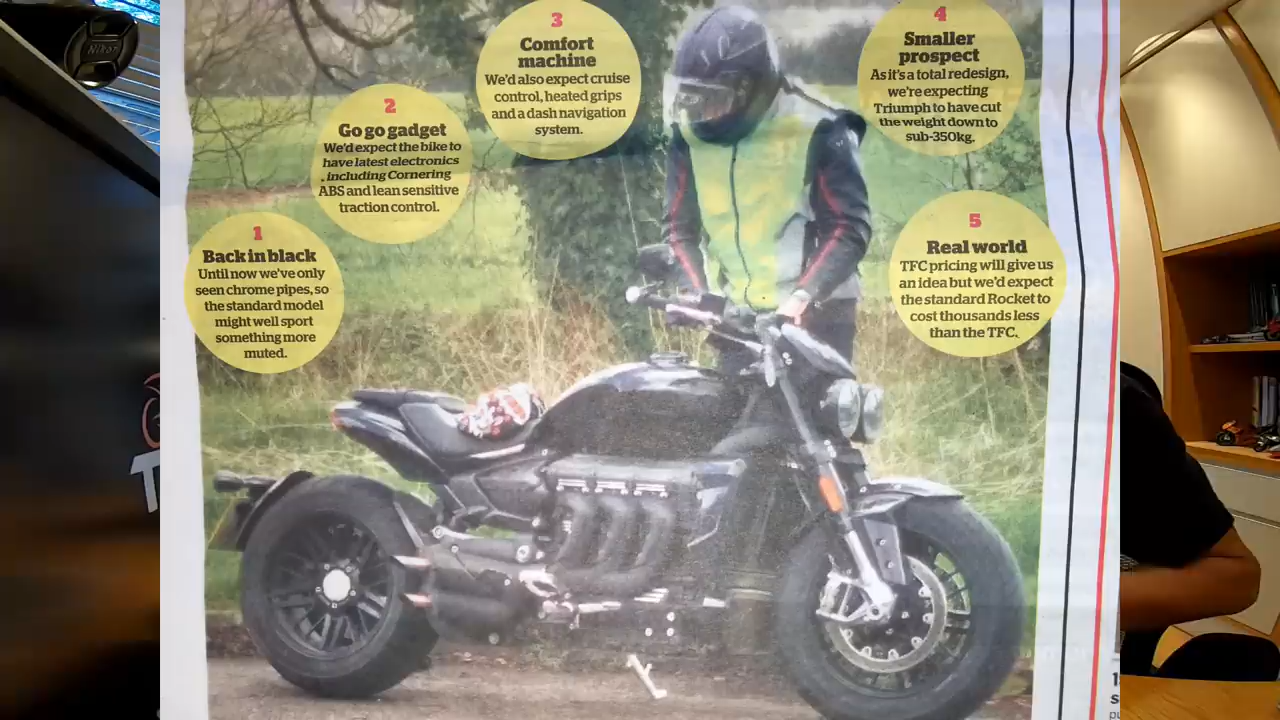 1
Back in black
Until now we've only
seen chrome pipes, so
the standard model
might well sport
something more
muted.
2
Go go gadget
We'd expect the bike to
have latest electronics
, including Cornering
ABS and lean sensitive
traction control.
3
Comfort
machine
We'd also expect cruise
control, heated grips
and a dash navigation
system.
4
Smaller
prospect
As it's a total redesign,
we're expecting
Triumph to have cut
the weight down to
sub-350kg.
5
Real world
TFC pricing will give us
an idea but we'd expect
the standard Rocket to
cost thousands less
than the TFC.
Nikon